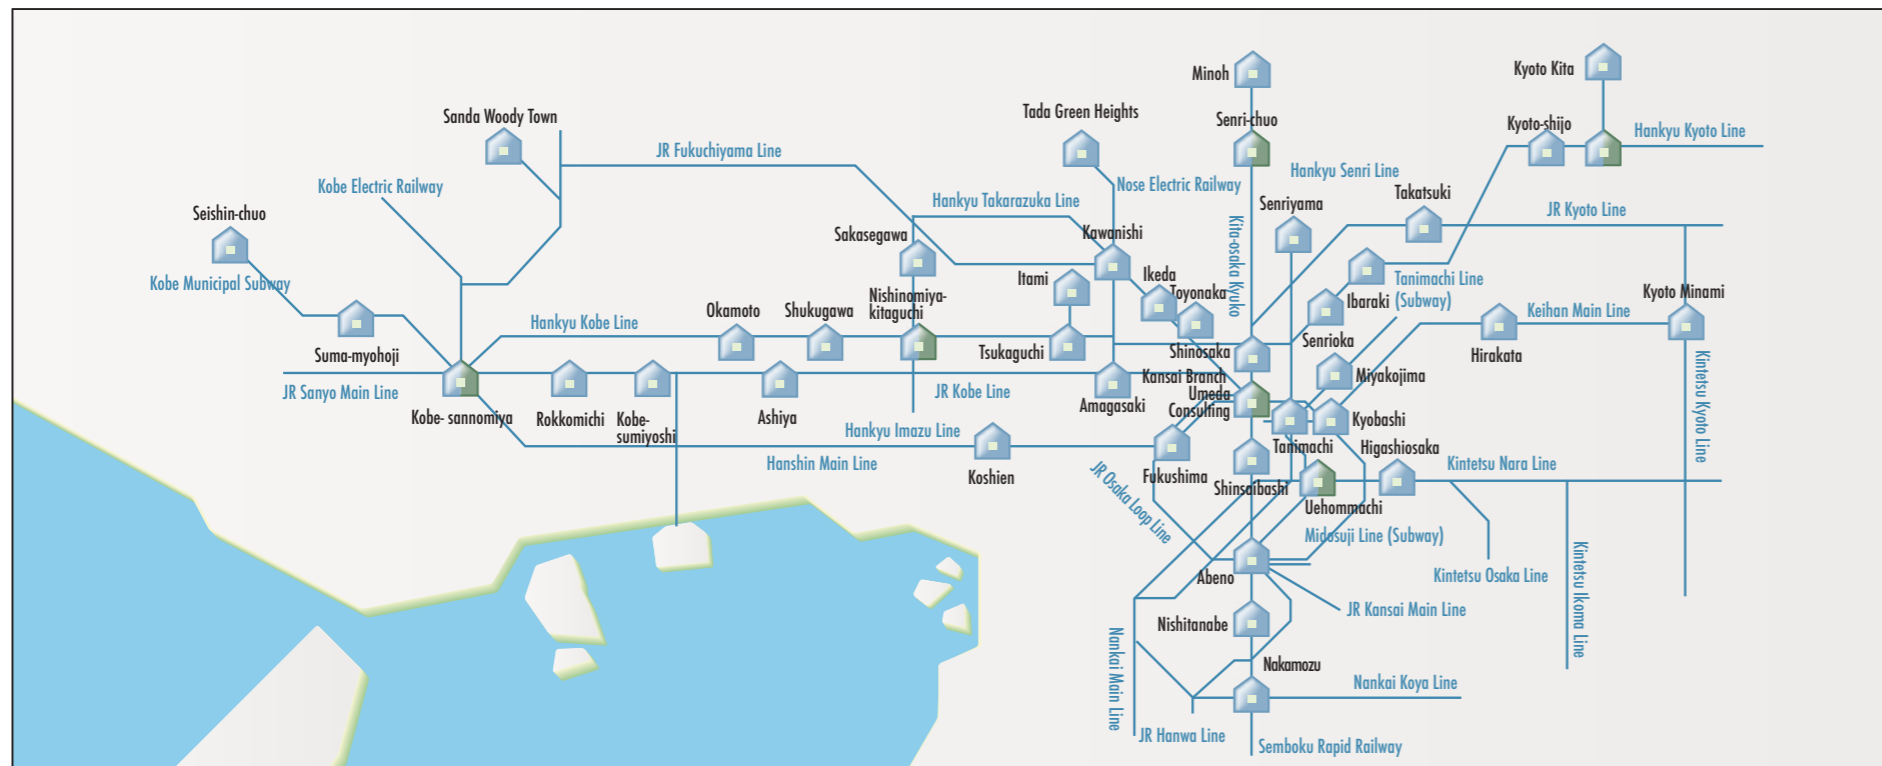 Minoh
Kyoto Kita
Sanda Woody Town
Tada Green Heights
Senri-chuo
Kyoto-shijo
Hankyu Kyoto Line
JR Fukuchiyama Line
Hankyu Senri Line
Kobe Electric Railway
Nose Electric Railway
Takatsuki
Hankyu Takarazuka Line
Senriyama
Seishin-chuo
JR Kyoto Line
Sakasegawa
Kawanishi
Kita-osaka Kyuko
Kobe Municipal Subway
Itami
Ikeda
Tanimachi Line
(Subway)
Toyonaka
Ibaraki
Kyoto Minami
Nishinomiya-
kitaguchi
Okamoto
Shukugawa
Keihan Main Line
Hankyu Kobe Line
Suma-myohoji
Tsukaguchi
Shinosaka
Senrioka
Hirakata
Kintetsu Kyoto Line
JR Sanyo Main Line
JR Kobe Line
Kansai Branch
Umeda
Consulting
Miyakojima
Amagasaki
Kobe- sannomiya
Rokkomichi
Kobe-
sumiyoshi
Ashiya
Kyobashi
Hankyu Imazu Line
Hanshin Main Line
Koshien
Fukushima
Tanimachi
Higashiosaka
Kintetsu Nara Line
JR Osaka Loop Line
Shinsaibashi
Uehommachi
Midosuji Line (Subway)
Abeno
Kintetsu Osaka Line
Kintetsu Ikoma Line
JR Kansai Main Line
Nishitanabe
Nankai Main Line
Nakamozu
Nankai Koya Line
JR Hanwa Line
Semboku Rapid Railway